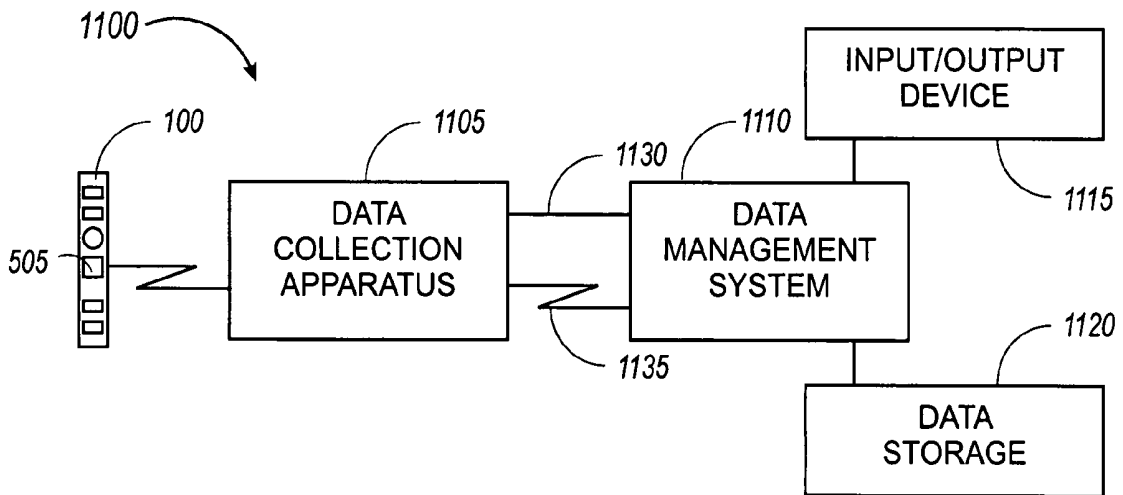 1100
100
505
1105
DATA
COLLECTION
APPARATUS
1130
1135
1110
DATA
MANAGEMENT
SYSTEM
INPUT/OUTPUT
DEVICE
1115
1120
DATA
STORAGE